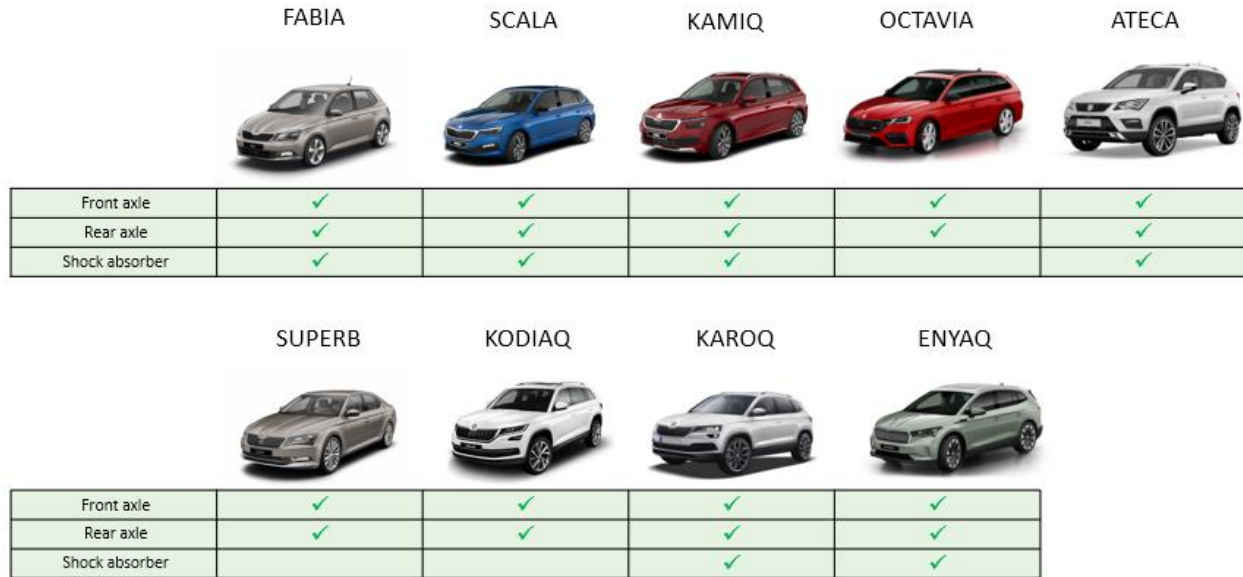 FABIA SCALA KAMIQ OCTAVIA ATECA
Front axle ✓ ✓ ✓ ✓ ✓
Rear axle ✓ ✓ ✓ ✓ ✓
Shock absorber ✓ ✓ ✓ ✓
SUPERB KODIAQ KAROQ ENYAQ
Front axle ✓ ✓ ✓ ✓
Rear axle ✓ ✓ ✓ ✓
Shock absorber ✓ ✓